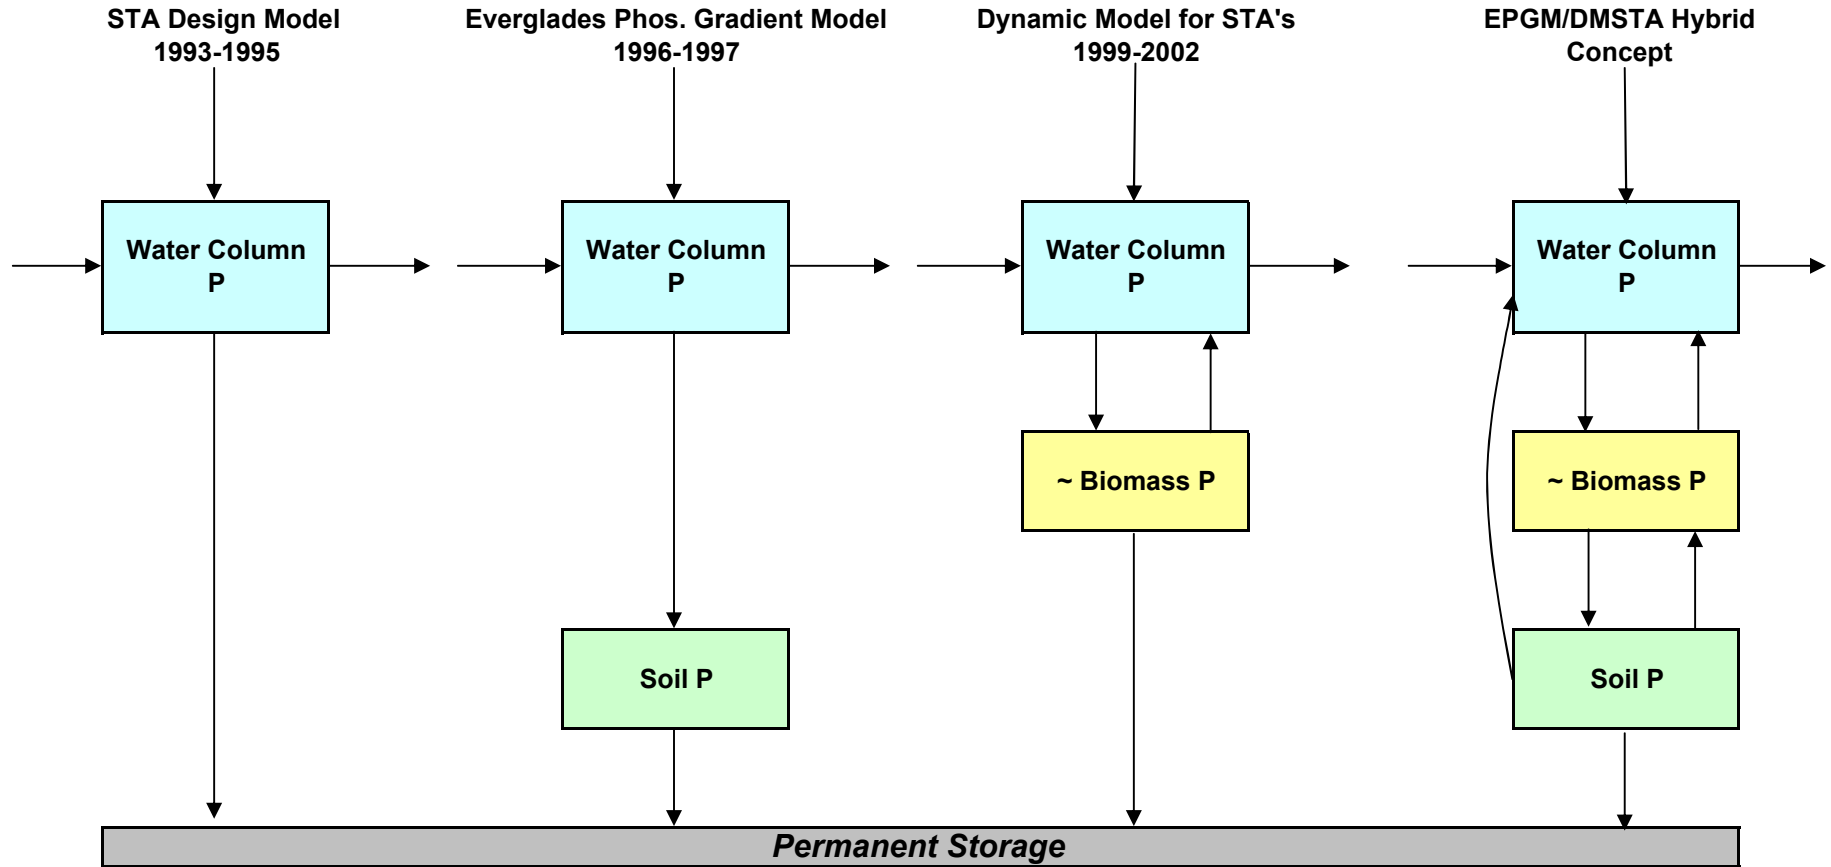 STA Design Model
1993-1995
Everglades Phos. Gradient Model
1996-1997
Dynamic Model for STA's
1999-2002
EPGM/DMSTA Hybrid
Concept
Water Column
P
Water Column
P
Water Column
P
Water Column
P
~ Biomass P
~ Biomass P
Soil P
Soil P
Permanent Storage